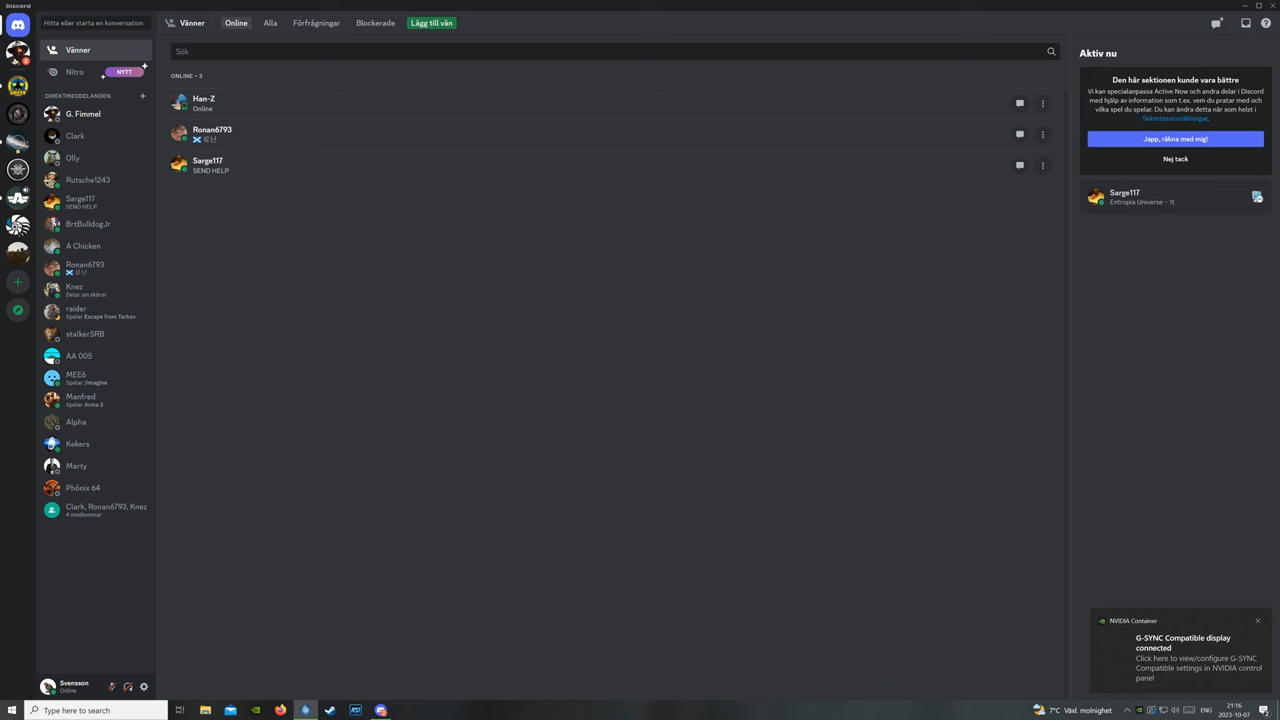 Discord
Hitta eller starta en konversation
Vänner
Nitro
NYTT
DIREKTMEDDELANDEN
G. Fimmel
Clark
Olly
Rutsche1243
Sarge117
SEND HELP
BrtBulldogJr
A Chicken
Ronan6793
로난
Knez
Delar sin skärm
raider
Spelar Escape from Tarkov
stalkerSRB
AA 005
MEE6
Spelar /imagine
Manfred
Spelar Arma 3
Alpha
Kekers
Marty
Phönix 64
Clark, Ronan6793, Knez
4 medlemmar
Svensson
Online
Vänner
Online
Alla
Förfrågningar
Blockerade
Lägg till vän
Sök
ONLINE – 3
Han-Z
Online
Ronan6793
로난
Sarge117
SEND HELP
Aktiv nu
Den här sektionen kunde vara bättre
Vi kan specialanpassa Active Now och andra delar i Discord
med hjälp av information som t.ex. vem du pratar med och
vilka spel du spelar. Du kan ändra detta när som helst i
Sekretessinställningar.
Japp, räkna med mig!
Nej tack
Sarge117
Entropia Universe – 1t
NVIDIA Container
G-SYNC Compatible display
connected
Click here to view/configure G-SYNC
Compatible settings in NVIDIA control
panel
Type here to search
7°C Växl. molnighet
ENG
21:16
2023-10-07